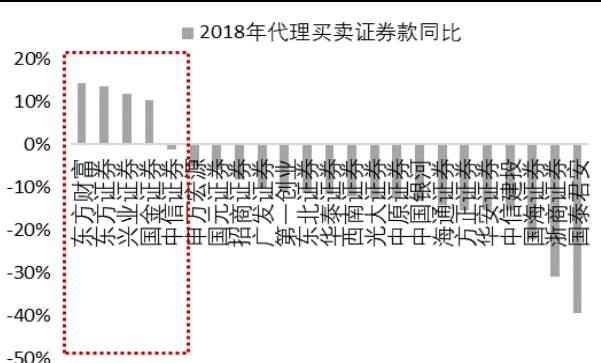 2018年代理买卖证券款同比
20%
10%
0%
-10%
-20%
-30%
-40%
-50%
东方财富
东方证券
兴业证券
国金证券
中信证券
申万宏源
国元证券
招商证券
广发证券
第一创业
东北证券
华泰证券
西南证券
光大证券
中原证券
中国银河
海通证券
方正证券
华安证券
中信建投
国海证券
浙商证券
国泰君安